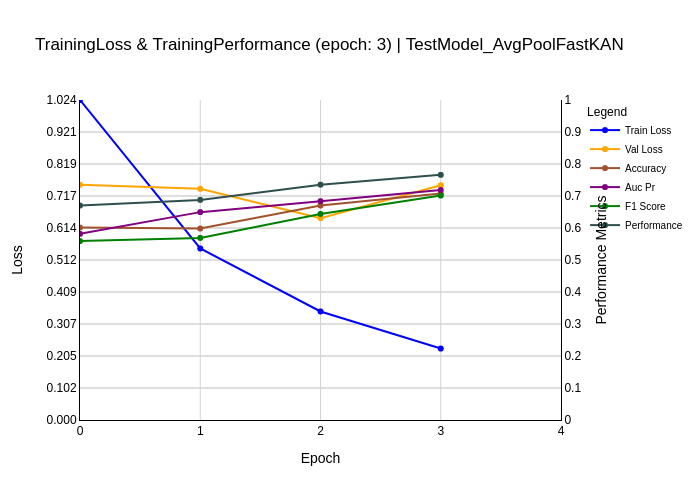 TrainingLoss & TrainingPerformance (epoch: 3) | TestModel_AvgPoolFastKAN
1.024
0.921
0.819
0.717
0.614
0.512
0.409
0.307
0.205
0.102
0.000
Loss
0
1
2
3
4
Epoch
1
0.9
0.8
0.7
0.6
0.5
0.4
0.3
0.2
0.1
0
Performance Metrics
Legend
Train Loss
Val Loss
Accuracy
Auc Pr
F1 Score
Performance